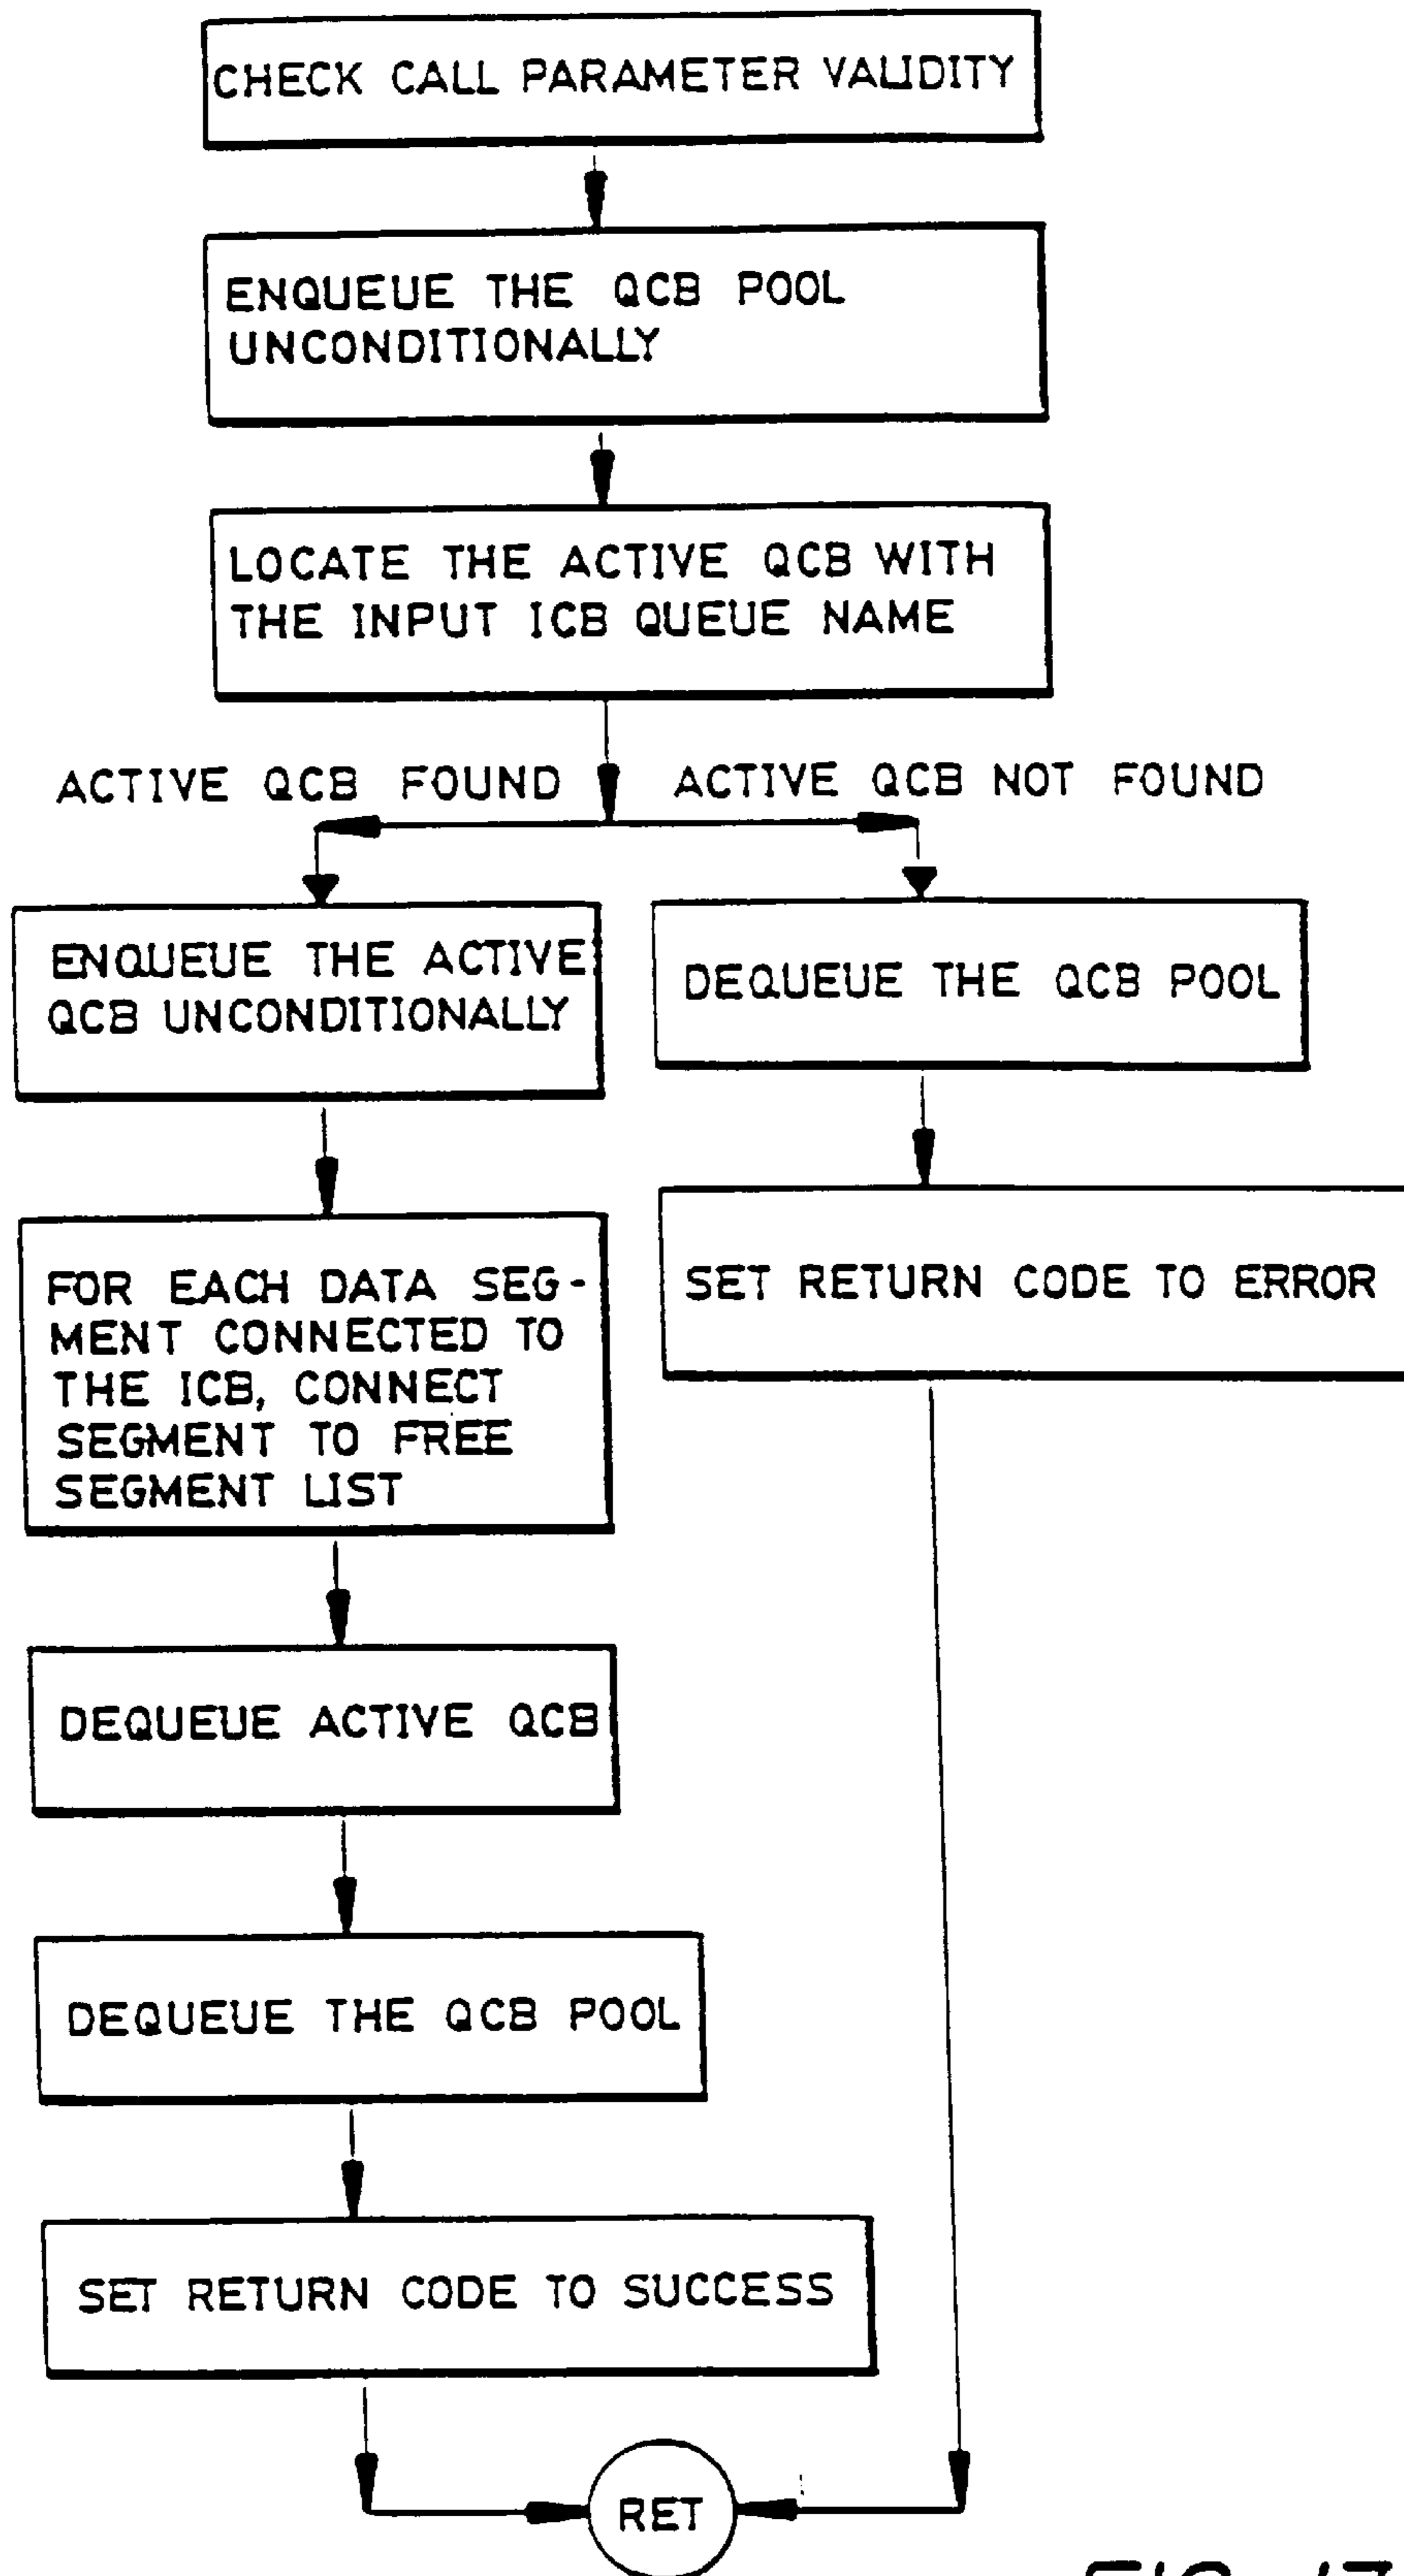 CHECK CALL PARAMETER VALIDITY
ENQUEUE THE QCB POOL
UNCONDITIONALLY
LOCATE THE ACTIVE QCB WITH
THE INPUT ICB QUEUE NAME
ACTIVE QCB FOUND
ACTIVE QCB NOT FOUND
ENQUEUE THE ACTIVE
QCB UNCONDITIONALLY
DEQUEUE THE QCB POOL
FOR EACH DATA SEG-
MENT CONNECTED TO
THE ICB, CONNECT
SEGMENT TO FREE
SEGMENT LIST
SET RETURN CODE TO ERROR
DEQUEUE ACTIVE QCB
DEQUEUE THE QCB POOL
SET RETURN CODE TO SUCCESS
RET